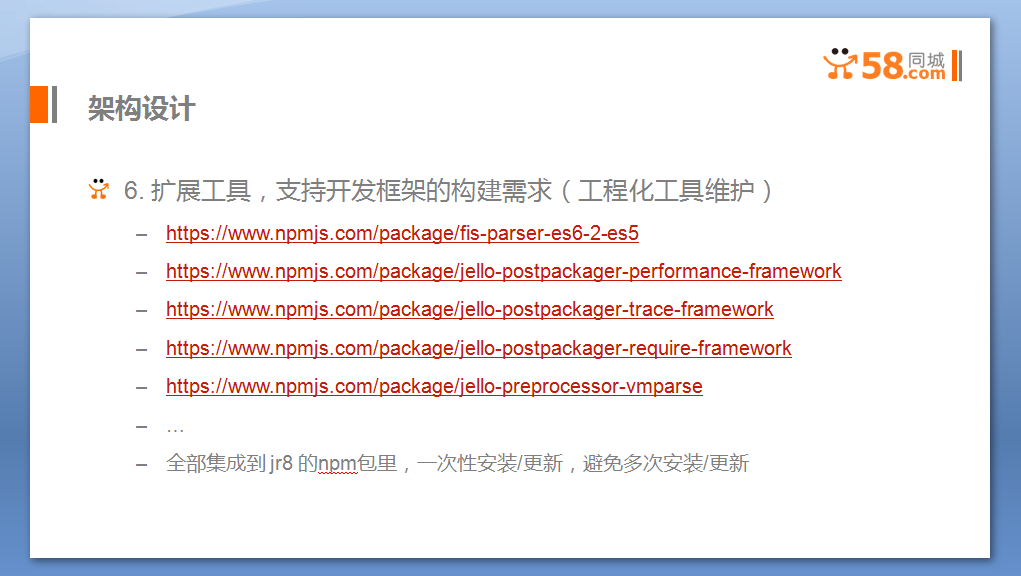 58同城.com
架构设计
6. 扩展工具，支持开发框架的构建需求（工程化工具维护）
– https://www.npmjs.com/package/fis-parser-es6-2-es5
– https://www.npmjs.com/package/jello-postpackager-performance-framework
– https://www.npmjs.com/package/jello-postpackager-trace-framework
– https://www.npmjs.com/package/jello-postpackager-require-framework
– https://www.npmjs.com/package/jello-preprocessor-vmparse
– …
– 全部集成到 jr8 的npm包里，一次性安装/更新，避免多次安装/更新